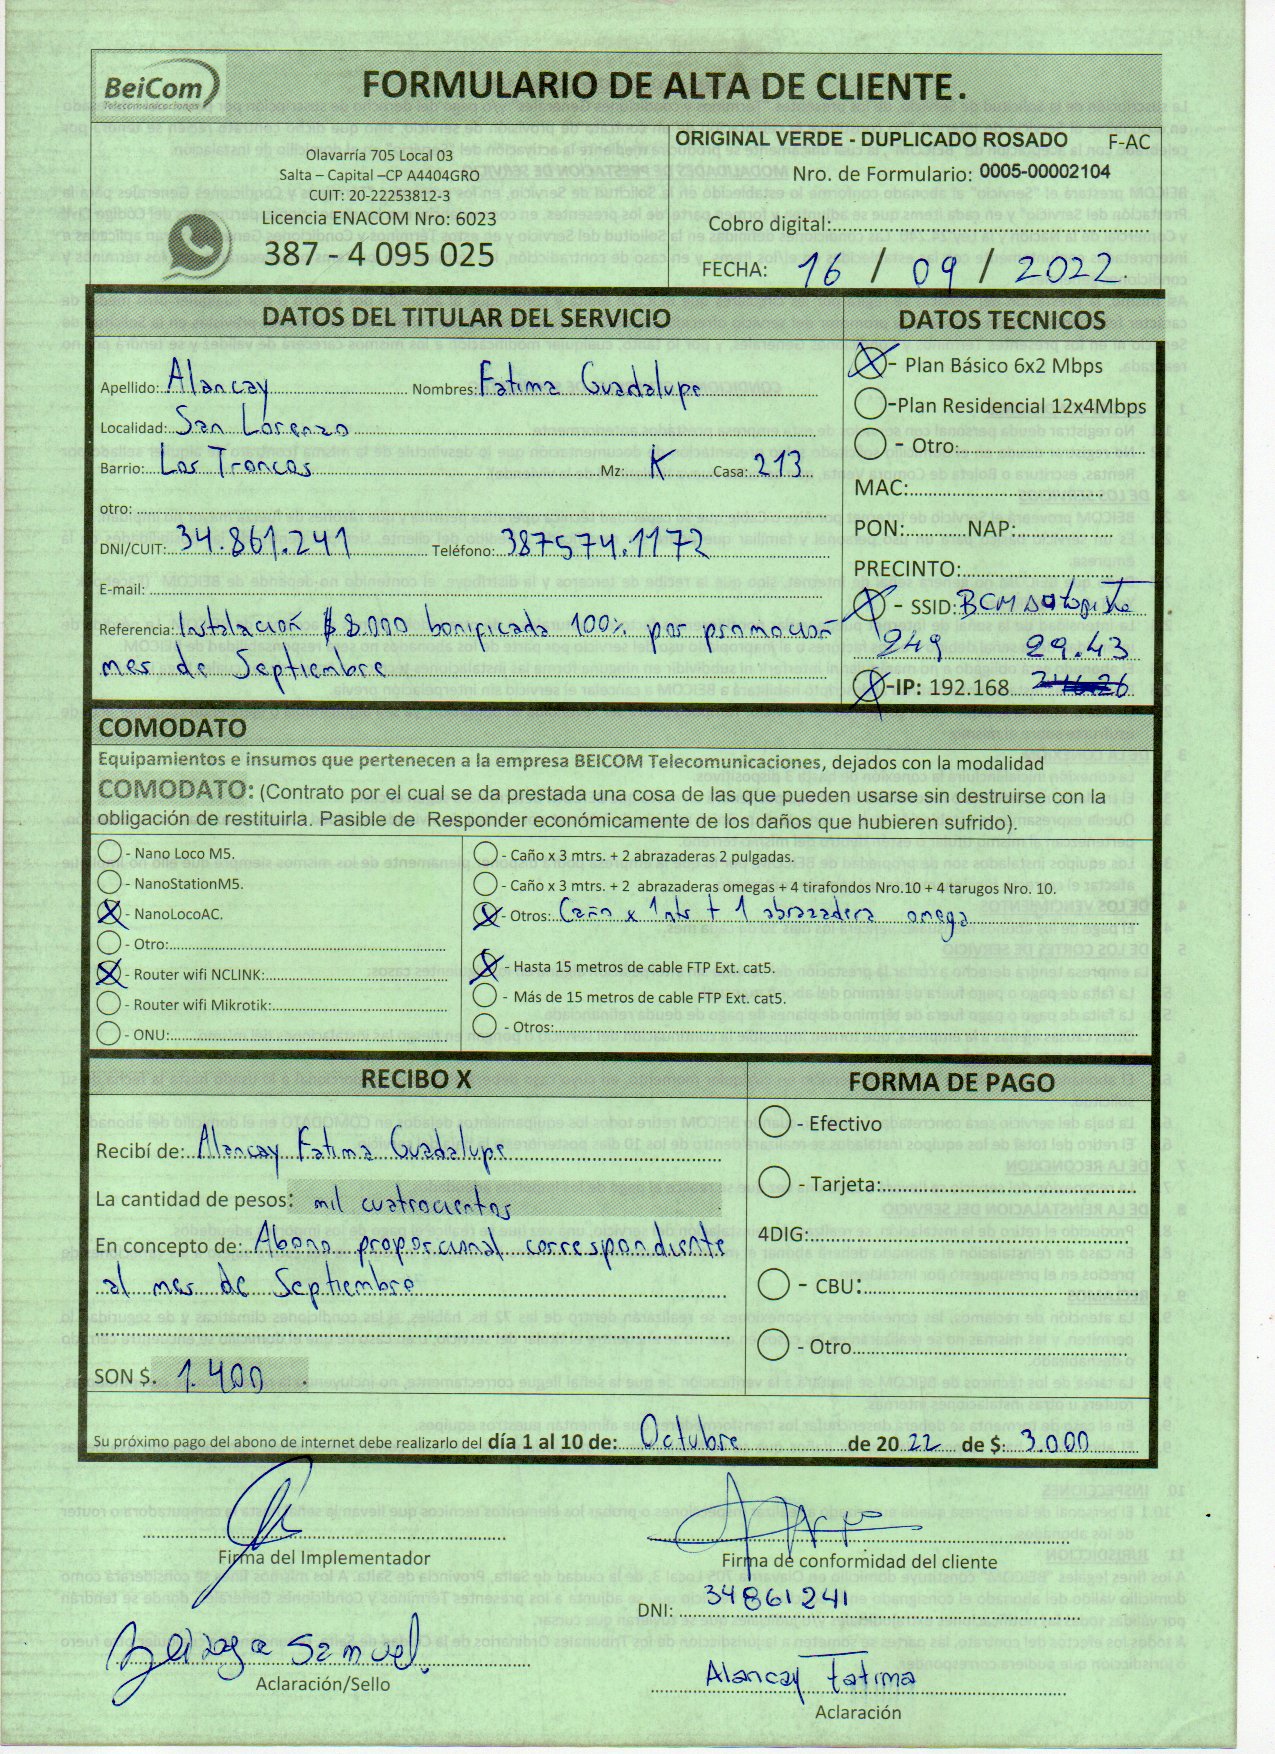 BeiCom
Telecomunicaciones
FORMULARIO DE ALTA DE CLIENTE.
Olavarría 705 Local 03
Salta – Capital –CP A4404GRO
CUIT: 20-22253812-3
Licencia ENACOM Nro: 6023
387 - 4 095 025
ORIGINAL VERDE - DUPLICADO ROSADO F-AC
Nro. de Formulario: 0005-00002104
Cobro digital:
FECHA: 16 / 09 / 2022
DATOS DEL TITULAR DEL SERVICIO
Apellido: Alancay Nombres: Fatima Guadalupe
Localidad: San Lorenzo
Barrio: Los Troncos Mz: K Casa: 213
otro:
DNI/CUIT: 34.861.241 Teléfono: 387574.1172
E-mail:
Referencia: Instalación $ 8.000 bonificada 100% por promoción
mes de Septiembre
DATOS TECNICOS
X - Plan Básico 6x2 Mbps
-Plan Residencial 12x4Mbps
- Otro:
MAC:
PON: NAP:
PRECINTO:
X - SSID: BCM
249 29.43
X -IP: 192.168
COMODATO
Equipamientos e insumos que pertenecen a la empresa BEICOM Telecomunicaciones, dejados con la modalidad
COMODATO: (Contrato por el cual se da prestada una cosa de las que pueden usarse sin destruirse con la
obligación de restituirla. Pasible de Responder económicamente de los daños que hubieren sufrido).
- Nano Loco M5.
- NanoStationM5.
X - NanoLocoAC.
- Otro:
X - Router wifi NCLINK:
- Router wifi Mikrotik:
- ONU:
- Caño x 3 mtrs. + 2 abrazaderas 2 pulgadas.
- Caño x 3 mtrs. + 2 abrazaderas omegas + 4 tirafondos Nro.10 + 4 tarugos Nro. 10.
X - Otros: Caño x 1 mts + 1 abrazadera omega
X - Hasta 15 metros de cable FTP Ext. cat5.
- Más de 15 metros de cable FTP Ext. cat5.
- Otros:
RECIBO X
Recibí de: Alancay Fatima Guadalupe
La cantidad de pesos: mil cuatrocientos
En concepto de: Abono proporcional correspondiente
al mes de Septiembre
SON $. 1.400
FORMA DE PAGO
- Efectivo
- Tarjeta:
4DIG:
- CBU:
- Otro
Su próximo pago del abono de internet debe realizarlo del día 1 al 10 de: Octubre de 20 22 de $: 3.000
Firma del Implementador
Samuel.
Aclaración/Sello
Firma de conformidad del cliente
DNI: 34861241
Alancay Fatima
Aclaración